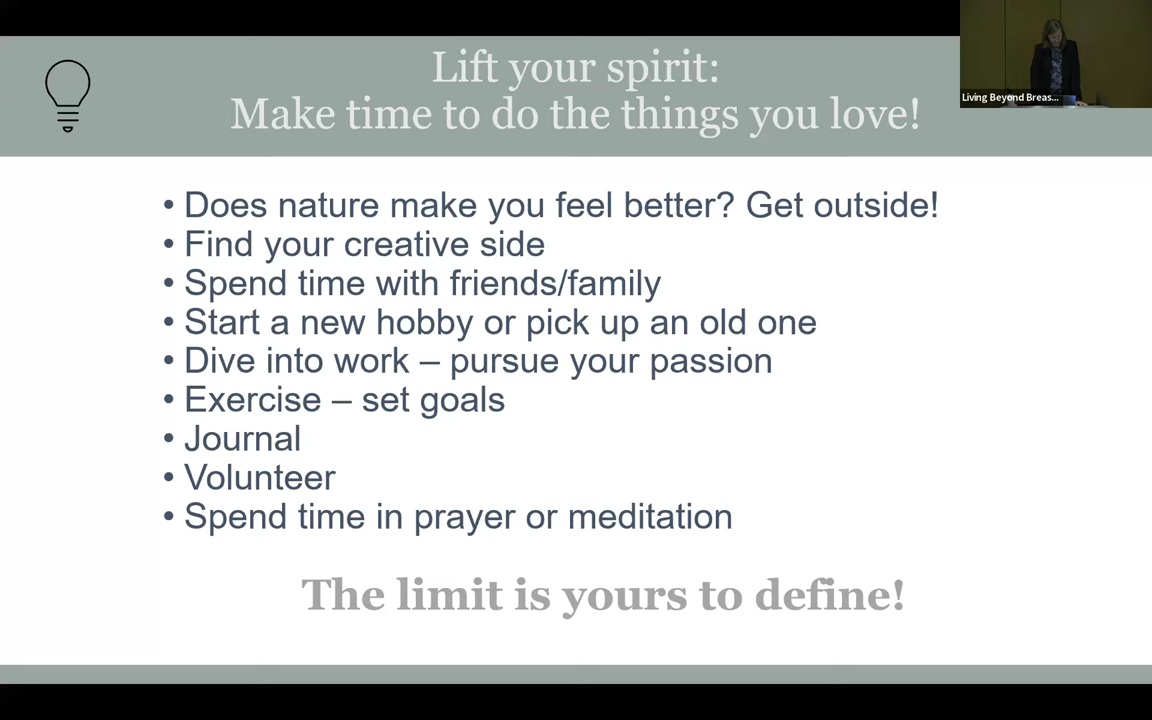 Lift your spirit:
Make time to do the things you love!
Living Beyond Breas...
• Does nature make you feel better? Get outside!
• Find your creative side
• Spend time with friends/family
• Start a new hobby or pick up an old one
• Dive into work – pursue your passion
• Exercise – set goals
• Journal
• Volunteer
• Spend time in prayer or meditation
The limit is yours to define!